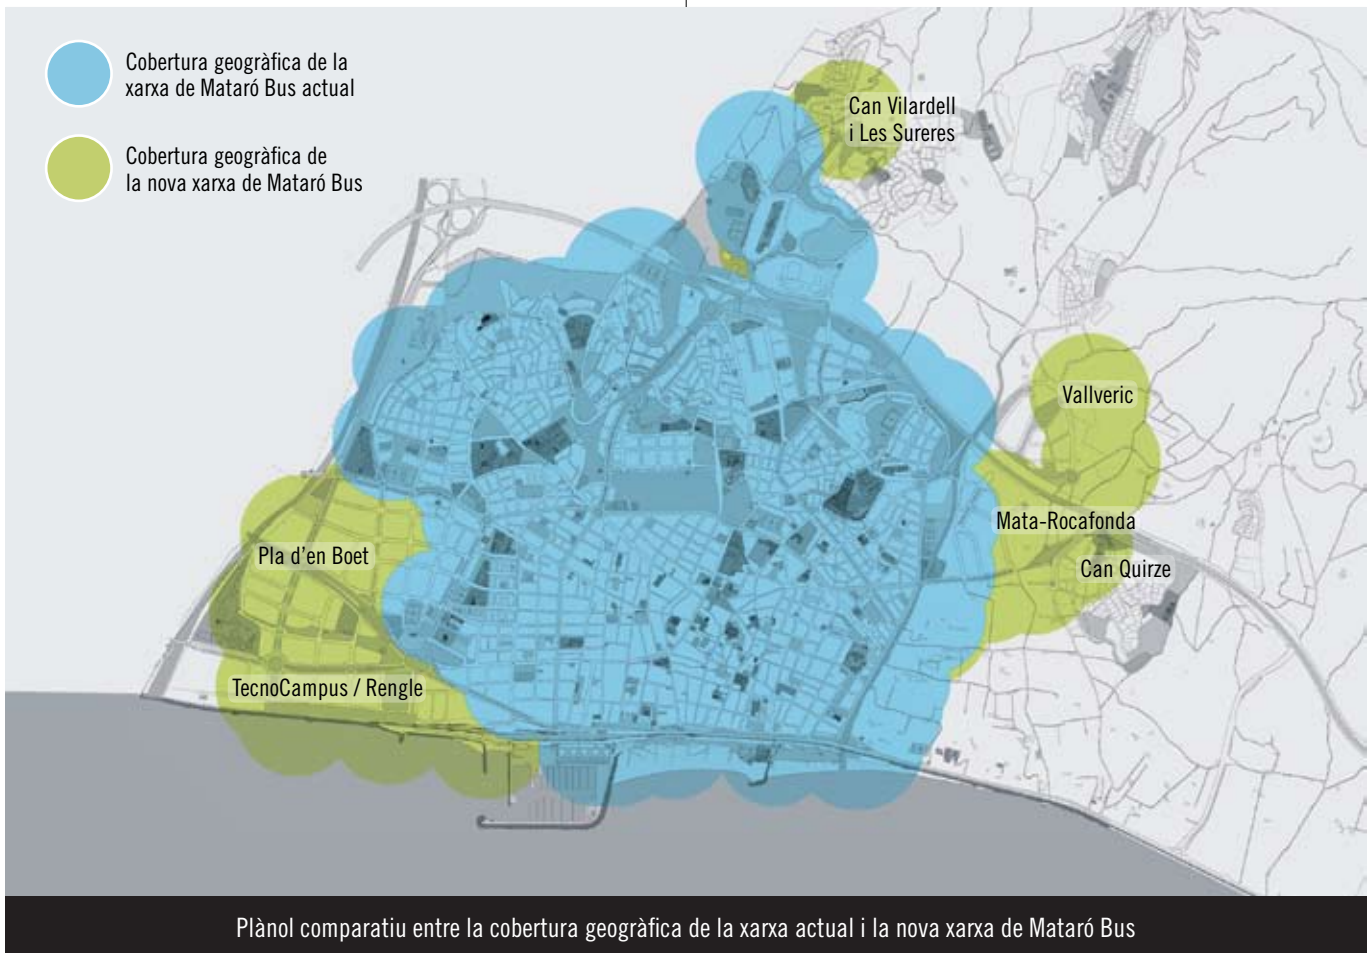 Cobertura geogràfica de la
xarxa de Mataró Bus actual
Cobertura geogràfica de
la nova xarxa de Mataró Bus
Can Vilardell
i Les Sureres
Vallveric
Mata-Rocafonda
Can Quirze
Pla d'en Boet
TecnoCampus / Rengle
Plànol comparatiu entre la cobertura geogràfica de la xarxa actual i la nova xarxa de Mataró Bus